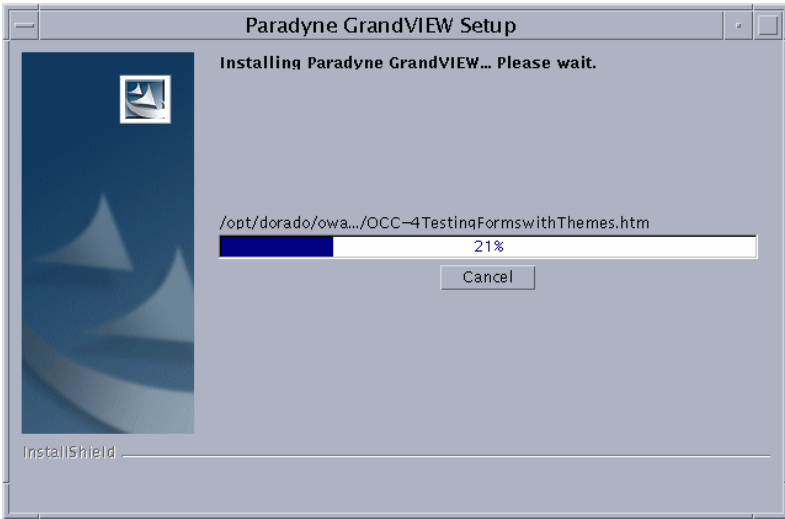 Paradyne GrandVIEW Setup
Installing Paradyne GrandVIEW... Please wait.
/opt/dorado/owa.../OCC-4TestingFormswithThemes.htm
21%
Cancel
InstallShield